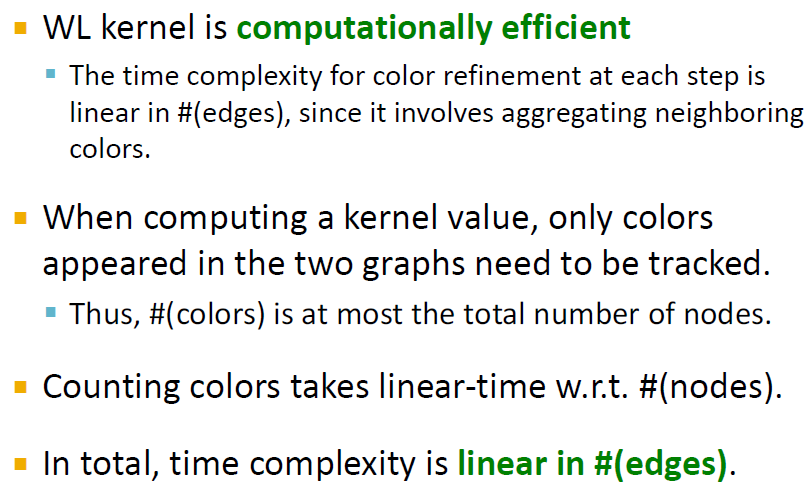 WL kernel is computationally efficient
The time complexity for color refinement at each step is
linear in #(edges), since it involves aggregating neighboring
colors.
When computing a kernel value, only colors
appeared in the two graphs need to be tracked.
Thus, #(colors) is at most the total number of nodes.
Counting colors takes linear-time w.r.t. #(nodes).
In total, time complexity is linear in #(edges).